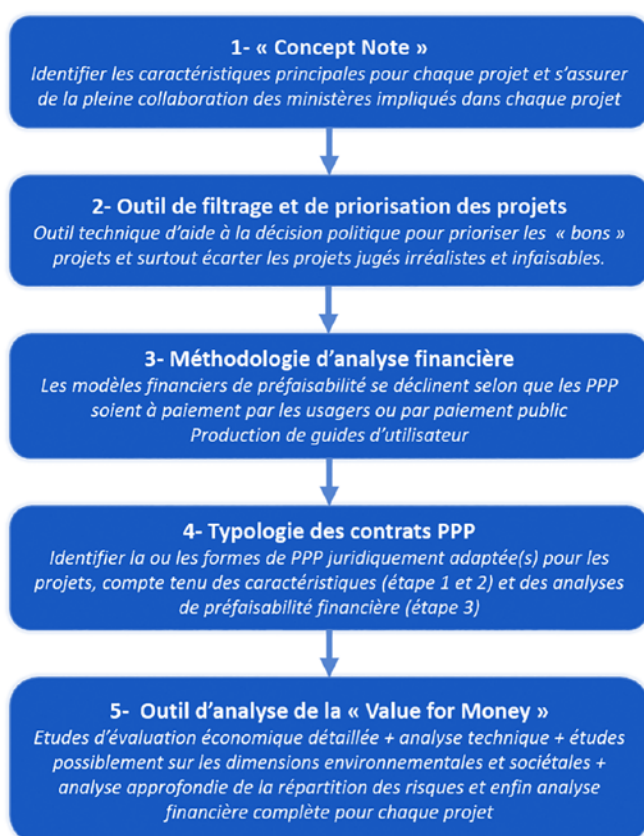 1- « Concept Note »
Identifier les caractéristiques principales pour chaque projet et s’assurer
de la pleine collaboration des ministères impliqués dans chaque projet
2- Outil de filtrage et de priorisation des projets
Outil technique d’aide à la décision politique pour prioriser les « bons »
projets et surtout écarter les projets jugés irréalistes et infaisables.
3- Méthodologie d’analyse financière
Les modèles financiers de préfaisabilité se déclinent selon que les PPP
soient à paiement par les usagers ou par paiement public
Production de guides d’utilisateur
4- Typologie des contrats PPP
Identifier la ou les formes de PPP juridiquement adaptée(s) pour les
projets, compte tenu des caractéristiques (étape 1 et 2) et des analyses
de préfaisabilité financière (étape 3)
5- Outil d’analyse de la « Value for Money »
Etudes d’évaluation économique détaillée + analyse technique + études
possiblement sur les dimensions environnementales et sociétales +
analyse approfondie de la répartition des risques et enfin analyse
financière complète pour chaque projet